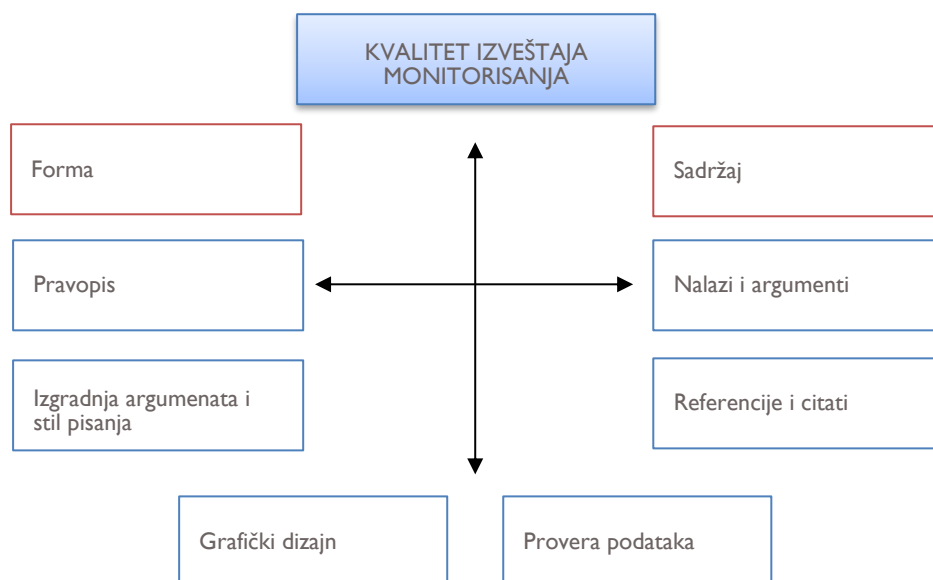 KVALITET IZVEŠTAJA
MONITORISANJA
Forma
Sadržaj
Pravopis
Nalazi i argumenti
Izgradnja argumenata i
stil pisanja
Referencije i citati
Grafički dizajn
Provera podataka